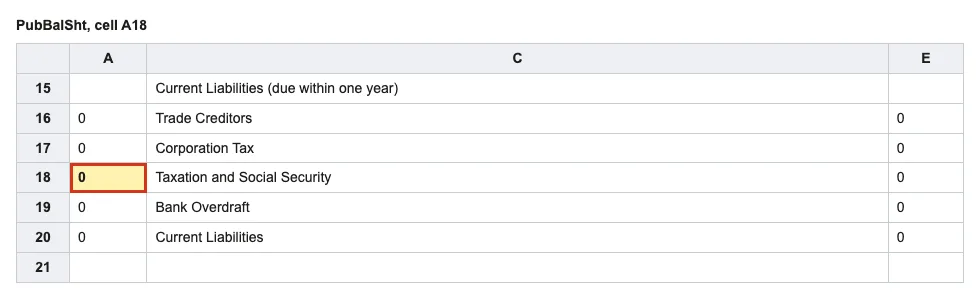 PubBalSht, cell A18
A C E
15 Current Liabilities (due within one year)
16 0 Trade Creditors 0
17 0 Corporation Tax 0
18 0 Taxation and Social Security 0
19 0 Bank Overdraft 0
20 0 Current Liabilities 0
21